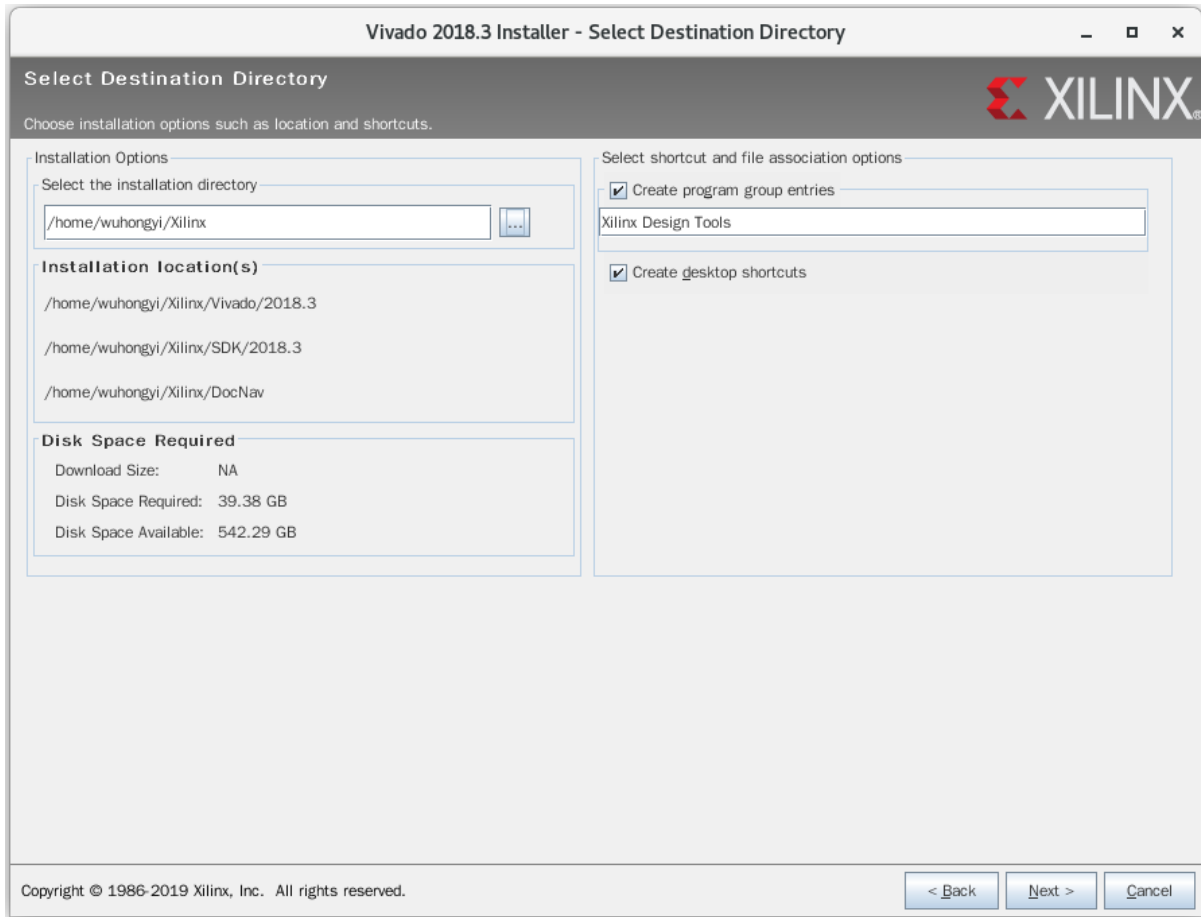 Vivado 2018.3 Installer - Select Destination Directory
Select Destination Directory
Choose installation options such as location and shortcuts.
XILINX®
Installation Options
Select the installation directory
/home/wuhongyi/Xilinx
...
Installation location(s)
/home/wuhongyi/Xilinx/Vivado/2018.3
/home/wuhongyi/Xilinx/SDK/2018.3
/home/wuhongyi/Xilinx/DocNav
Disk Space Required
Download Size: NA
Disk Space Required: 39.38 GB
Disk Space Available: 542.29 GB
Select shortcut and file association options
Create program group entries
Xilinx Design Tools
Create desktop shortcuts
Copyright © 1986-2019 Xilinx, Inc. All rights reserved.
< Back
Next >
Cancel